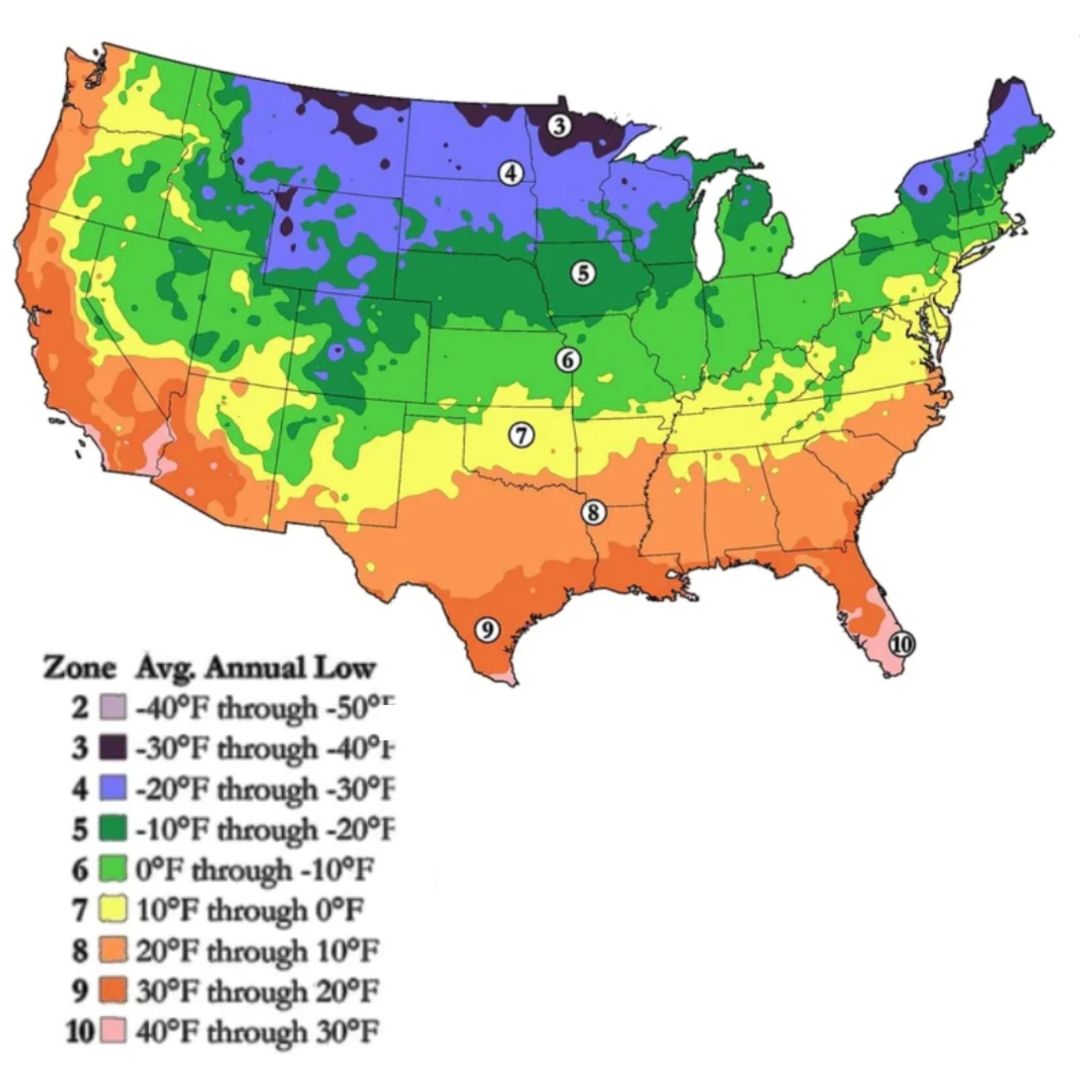 3
4
5
6
7
8
9
10
Zone Avg. Annual Low
2 -40°F through -50°F
3 -30°F through -40°F
4 -20°F through -30°F
5 -10°F through -20°F
6 0°F through -10°F
7 10°F through 0°F
8 20°F through 10°F
9 30°F through 20°F
10 40°F through 30°F